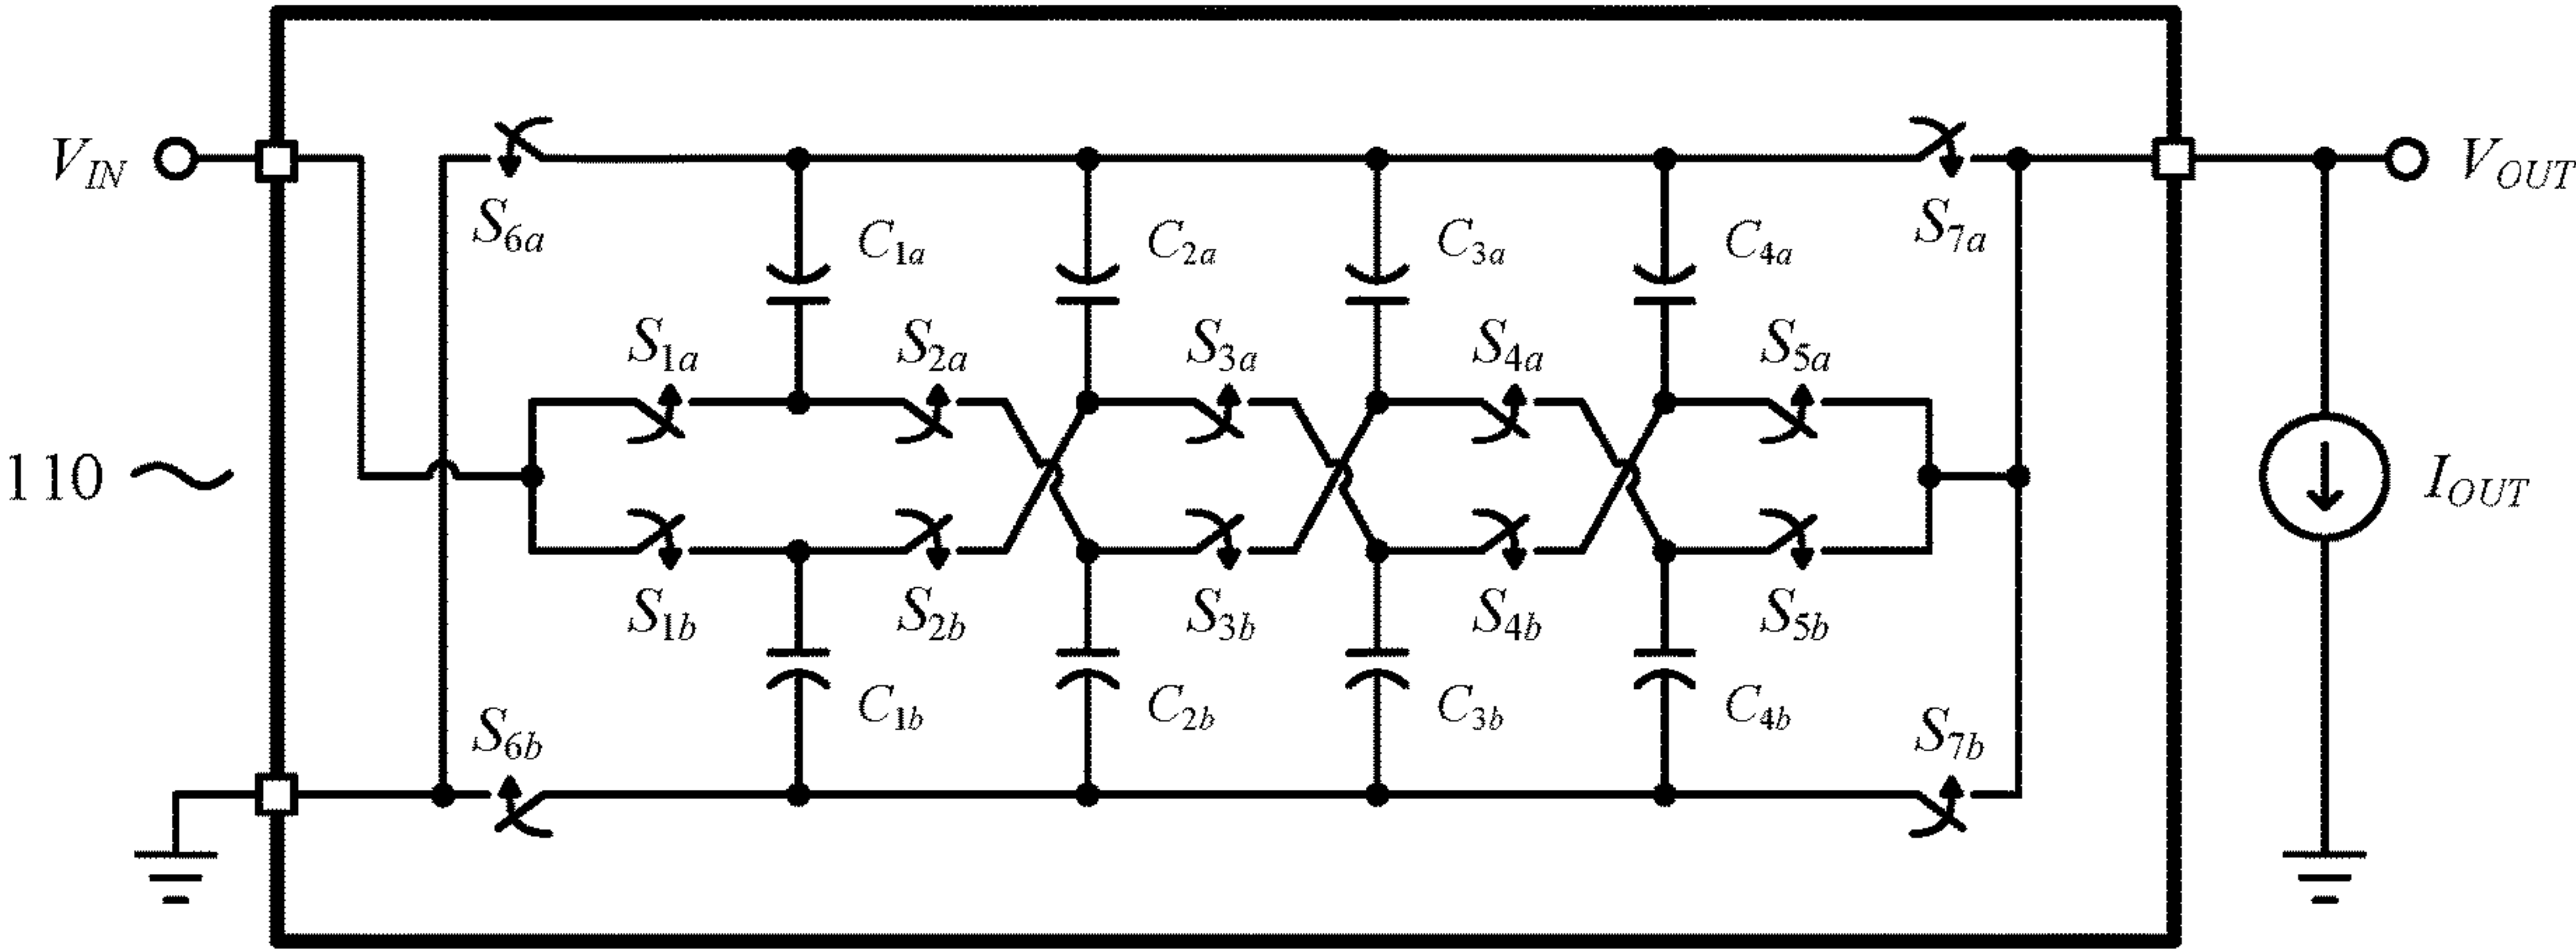 V_IN
S_6a
C_1a C_2a C_3a C_4a
S_7a
V_OUT
S_1a S_2a S_3a S_4a S_5a
110
I_OUT
S_1b S_2b S_3b S_4b S_5b
S_6b
C_1b C_2b C_3b C_4b
S_7b